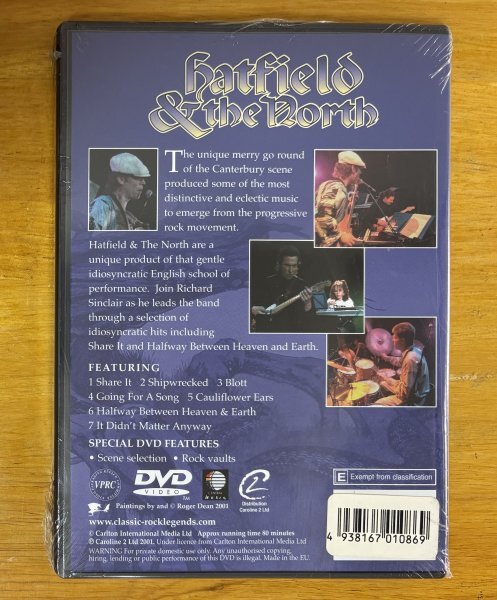 hatfield
& the North
The unique merry go round
of the Canterbury scene
produced some of the most
distinctive and eclectic music
to emerge from the progressive
rock movement.
Hatfield & The North are a
unique product of that gentle
idiosyncratic English school of
performance. Join Richard
Sinclair as he leads the band
through a selection of
idiosyncratic hits including
Share It and Halfway Between Heaven and Earth.
FEATURING
1 Share It 2 Shipwrecked 3 Blott
4 Going For A Song 5 Cauliflower Ears
6 Halfway Between Heaven & Earth
7 It Didn't Matter Anyway
SPECIAL DVD FEATURES
• Scene selection • Rock vaults
VPRC
DVD
VIDEO
2
Distribution
Caroline 2 Ltd
E Exempt from classification
Paintings by and © Roger Dean 2001
www.classic-rocklegends.com
© Carlton International Media Ltd Approx running time 60 minutes
℗ Caroline 2 Ltd 2001. Under licence from Carlton International Media Ltd
WARNING For private domestic use only. Any unauthorised copying,
hiring, lending or public performance of this DVD is illegal. Made in the EU.
4 938167 010869